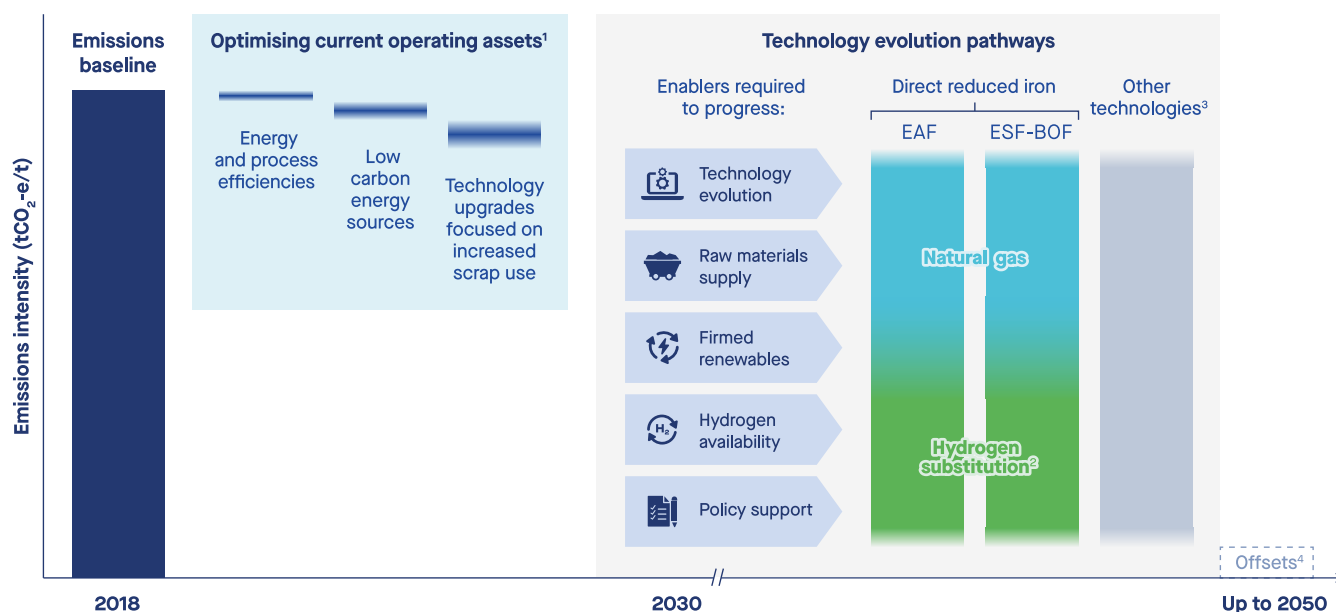 Emissions
baseline
Optimising current operating assets¹
Energy
and process
efficiencies
Low
carbon
energy
sources
Technology
upgrades
focused on
increased
scrap use
Technology evolution pathways
Enablers required
to progress:
Direct reduced iron
EAF
ESF-BOF
Other
technologies³
Technology
evolution
Raw materials
supply
Firmed
renewables
H₂
Hydrogen
availability
Policy support
Natural gas
Hydrogen
substitution²
Offsets⁴
Emissions intensity (tCO₂-e/t)
2018
2030
Up to 2050